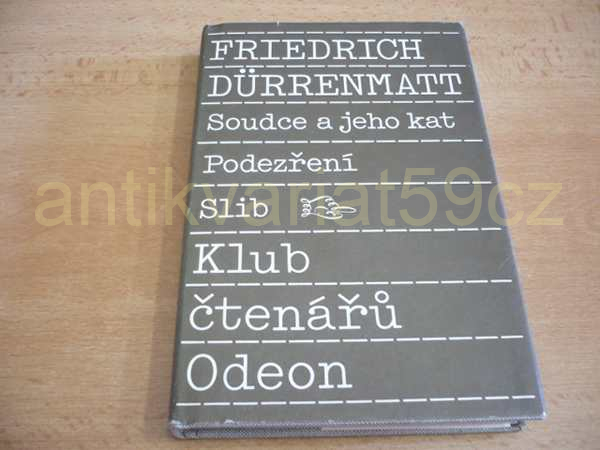 FRIEDRICH
DÜRRENMATT
Soudce a jeho kat
Podezření
Slib
Klub
čtenářů
Odeon
antikvariat59cz